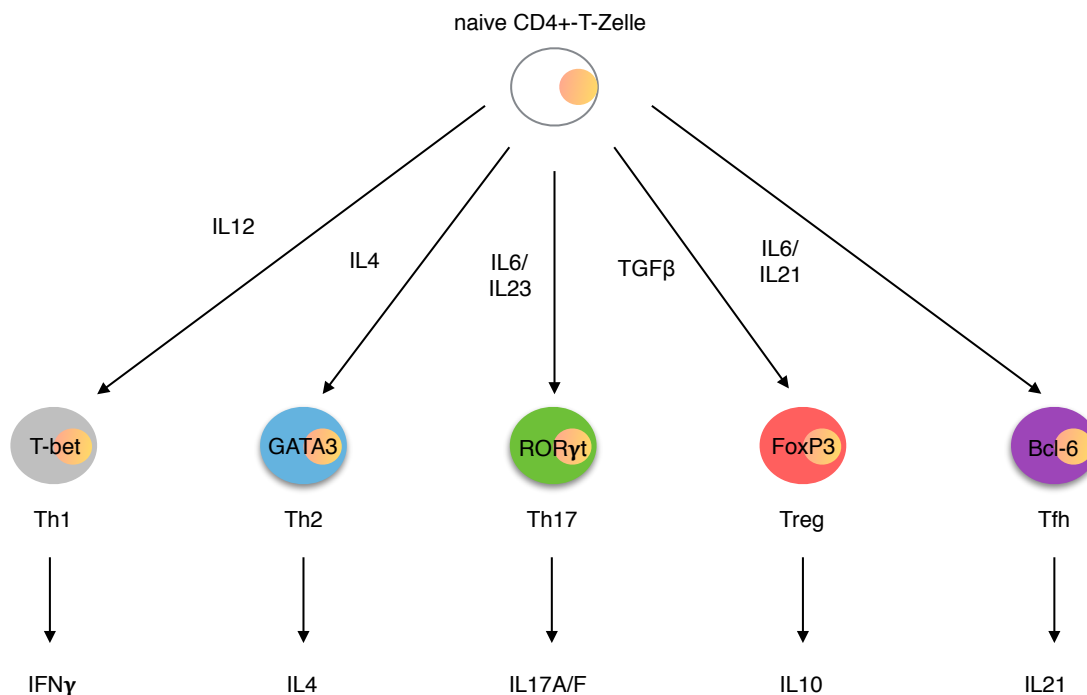 naive CD4+-T-Zelle
IL12
IL4
IL6/
IL23
TGFβ
IL6/
IL21
T-bet
GATA3
RORγt
FoxP3
Bcl-6
Th1
Th2
Th17
Treg
Tfh
IFNγ
IL4
IL17A/F
IL10
IL21